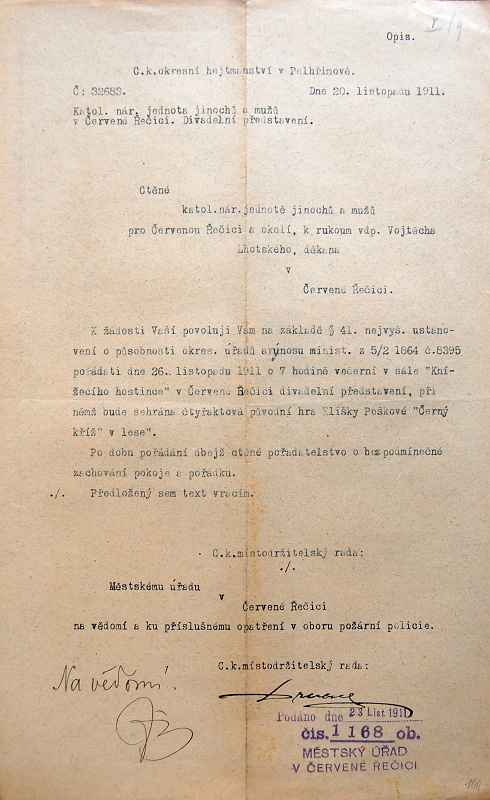 Opis.
V/9
C.k.okresní hejtmanství v Pelhřimově.
Č: 32683. Dne 20. listopadu 1911.
Katol. nár. jednota jinochů a mužů
v Červené Řečici. Divadelní představení.
Ctěné
katol.nár.jednotě jinochů a mužů
pro Červenou Řečici a okolí, k rukoum vdp. Vojtěcha
Lhotského, děkana
v
Červené Řečici.
K žádosti Vaší povoluji Vám na základě § 41. nejvyš. ustano-
vení o působnosti okres. úřadů a výnosu minist. z 5/2 1864 č.8395
pořádati dne 26. listopadu 1911 o 7 hodině večerní v sále "Kní-
žecího hostince" v Červené Řečici divadelní představení, při
němž bude sehrána čtyřaktová původní hra Elišky Peškové "Černý
kříž" v lese".
Po dobu pořádání dbejž ctěné pořadatelstvo o bezpodmínečné
zachování pokoje a pořádku.
./. Předložený sem text vracím.
C.k.místodržitelský rada:
./.
Městskému úřadu
v
Červené Řečici
na vědomí a ku příslušnému opatření v oboru požární policie.
C.k.místodržitelský rada:
Na vědomí.
Podáno dne 23 List. 1911
čís. 1168 ob.
MĚSTSKÝ ÚŘAD
V ČERVENÉ ŘEČICI